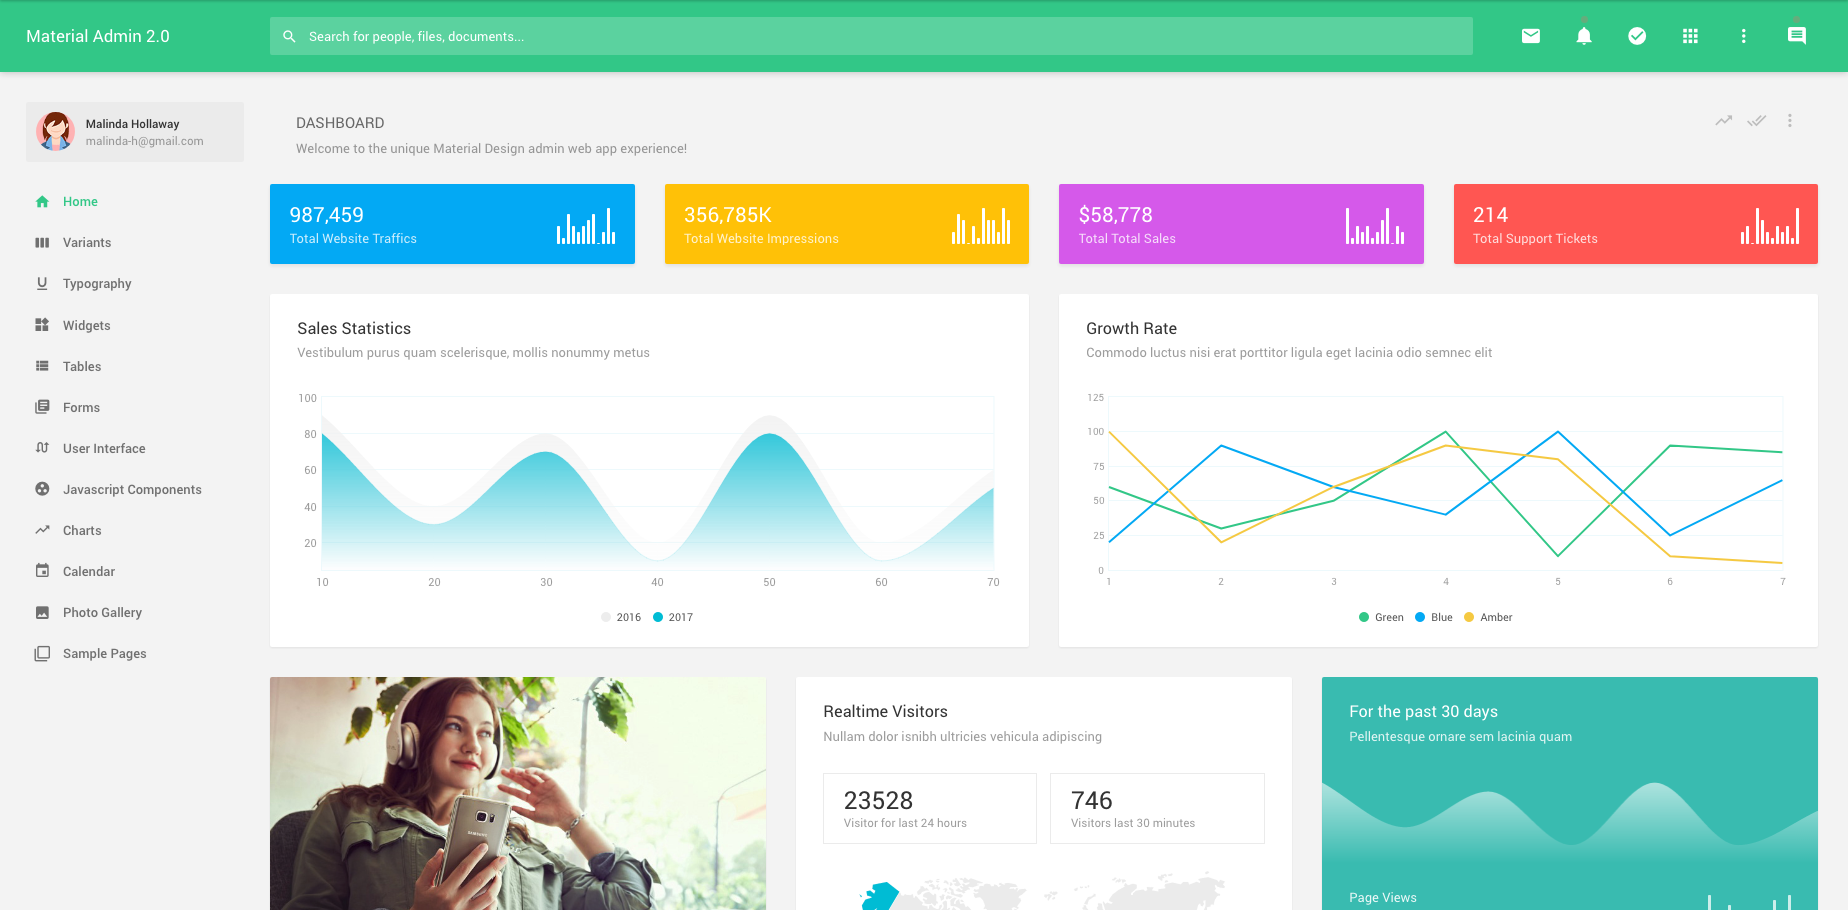 Material Admin 2.0
Search for people, files, documents...
Malinda Hollaway
malinda-h@gmail.com
Home
Variants
Typography
Widgets
Tables
Forms
User Interface
Javascript Components
Charts
Calendar
Photo Gallery
Sample Pages
DASHBOARD
Welcome to the unique Material Design admin web app experience!
987,459
Total Website Traffics
356,785K
Total Website Impressions
$58,778
Total Total Sales
214
Total Support Tickets
Sales Statistics
Vestibulum purus quam scelerisque, mollis nonummy metus
100
80
60
40
20
10 20 30 40 50 60 70
2016 2017
Growth Rate
Commodo luctus nisi erat porttitor ligula eget lacinia odio semnec elit
125
100
75
50
25
0
1 2 3 4 5 6 7
Green Blue Amber
SAMSUNG
Realtime Visitors
Nullam dolor isnibh ultricies vehicula adipiscing
23528
Visitor for last 24 hours
746
Visitors last 30 minutes
For the past 30 days
Pellentesque ornare sem lacinia quam
Page Views